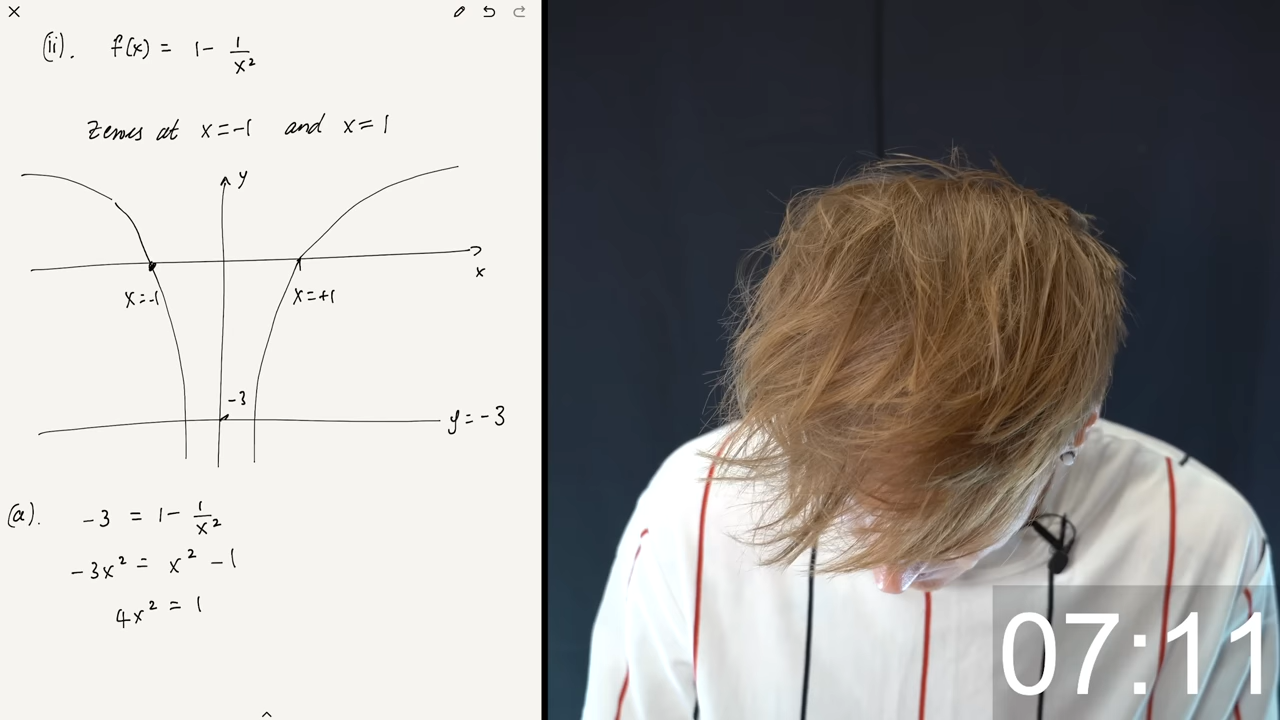 (ii). f(x) = 1 - 1/x²
Zeroes at x=-1 and x=1
y
x
x=-1
x=+1
-3
y=-3
(a). -3 = 1 - 1/x²
-3x² = x² - 1
4x² = 1
07:11